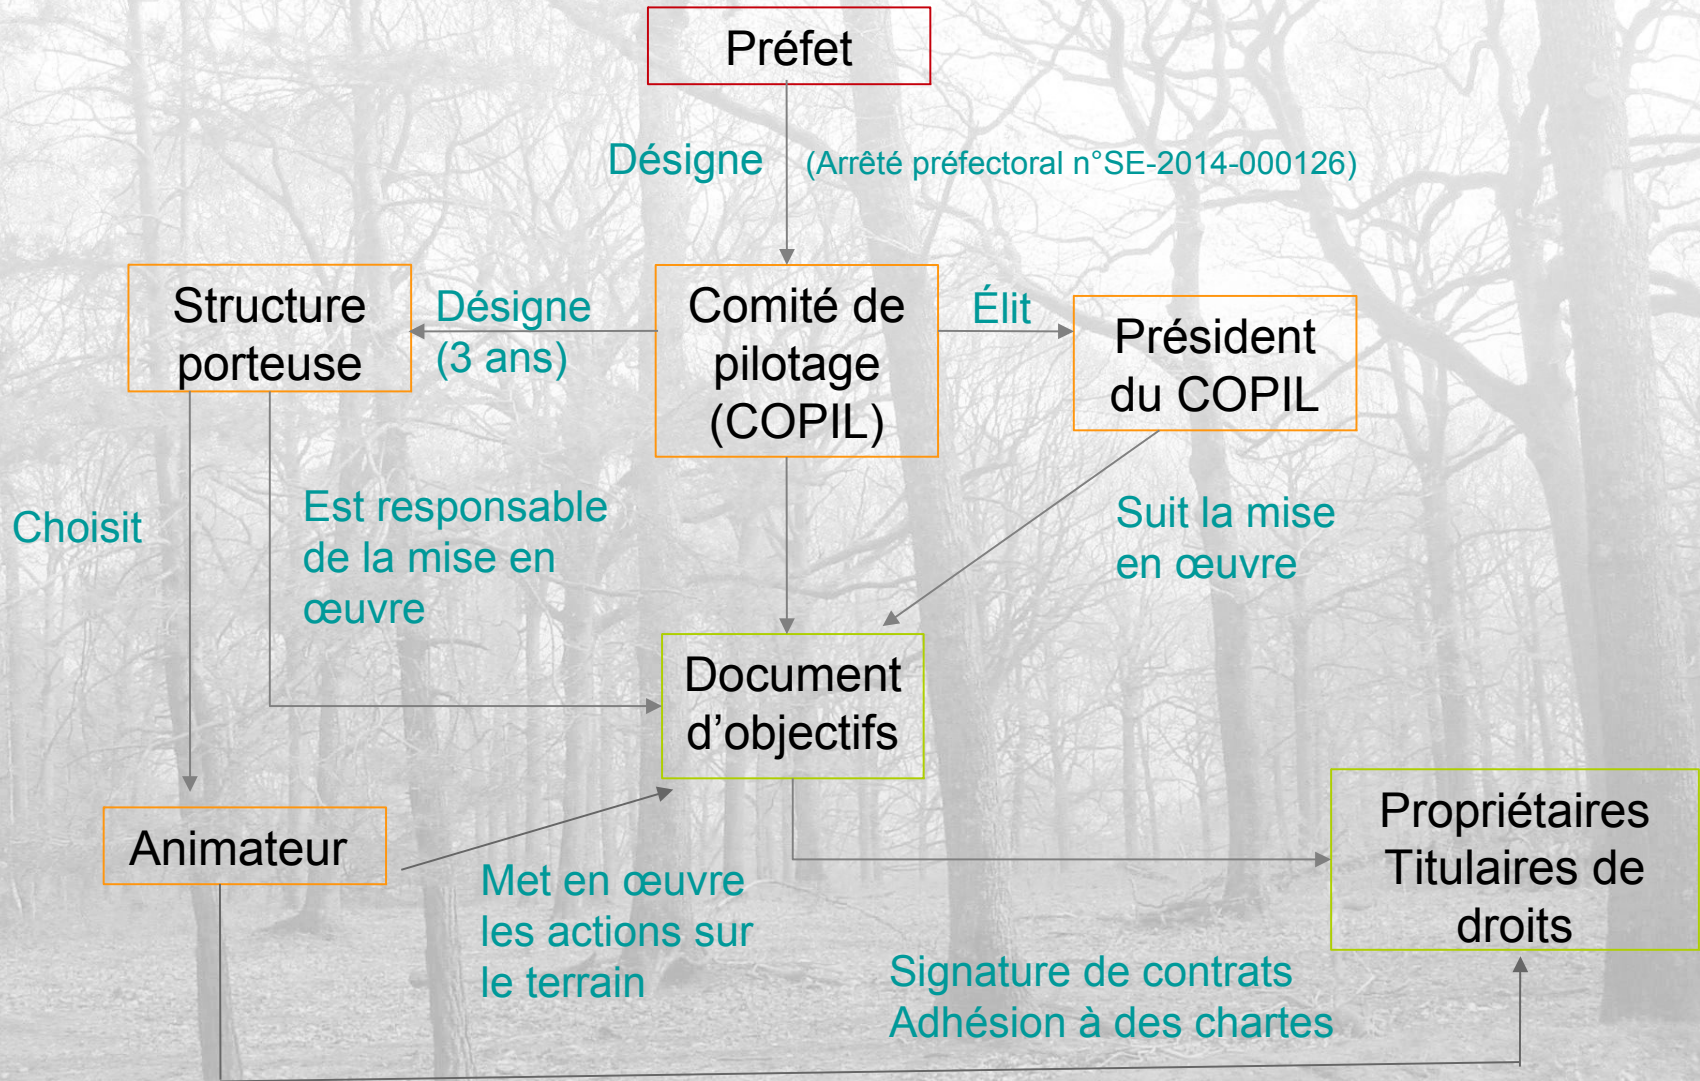 Préfet
Désigne (Arrêté préfectoral n°SE-2014-000126)
Structure
porteuse
Désigne
(3 ans)
Comité de
pilotage
(COPIL)
Élit
Président
du COPIL
Choisit
Est responsable
de la mise en
œuvre
Suit la mise
en œuvre
Document
d’objectifs
Animateur
Met en œuvre
les actions sur
le terrain
Propriétaires
Titulaires de
droits
Signature de contrats
Adhésion à des chartes